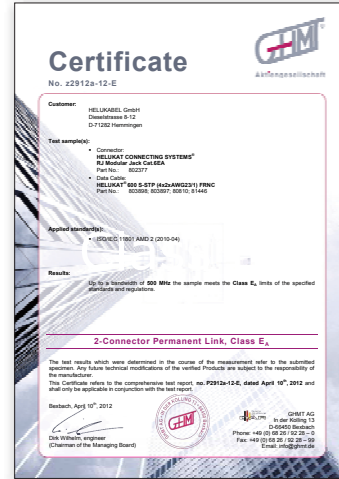 GHMT
Aktiengesellschaft
Certificate
No. z2912a-12-E
Customer:
HELUKABEL GmbH
Dieselstrasse 8-12
D-71282 Hemmingen
Test sample(s):
• Connector:
HELUKAT CONNECTING SYSTEMS®
RJ Modular Jack Cat.6EA
Part No.: 802377
• Data Cable:
HELUKAT® 600 S-STP (4x2xAWG23/1) FRNC
Part No.: 803898; 803897; 80810; 81446
Applied standard(s):
• ISO/IEC 11801 AMD 2 (2010-04)
Results:
Up to a bandwidth of 500 MHz the sample meets the Class EA limits of the specified
standards and regulations.
2-Connector Permanent Link, Class EA
The test results which were determined in the course of the measurement refer to the submitted
specimen. Any future technical modifications of the verified Products are subject to the responsibility of
the manufacturer.
This Certificate refers to the comprehensive test report, no. P2912a-12-E, dated April 10th, 2012 and
shall only be applicable in conjunction with the test report.
Bexbach, April 10th, 2012
Dirk Wilhelm, engineer
(Chairman of the Managing Board)
GHMT
GHMT AG
In der Kolling 13
D-66450 Bexbach
Phone: +49 (0) 68 26 / 92 28 – 0
Fax: +49 (0) 68 26 / 92 28 – 99
Email: info@ghmt.de